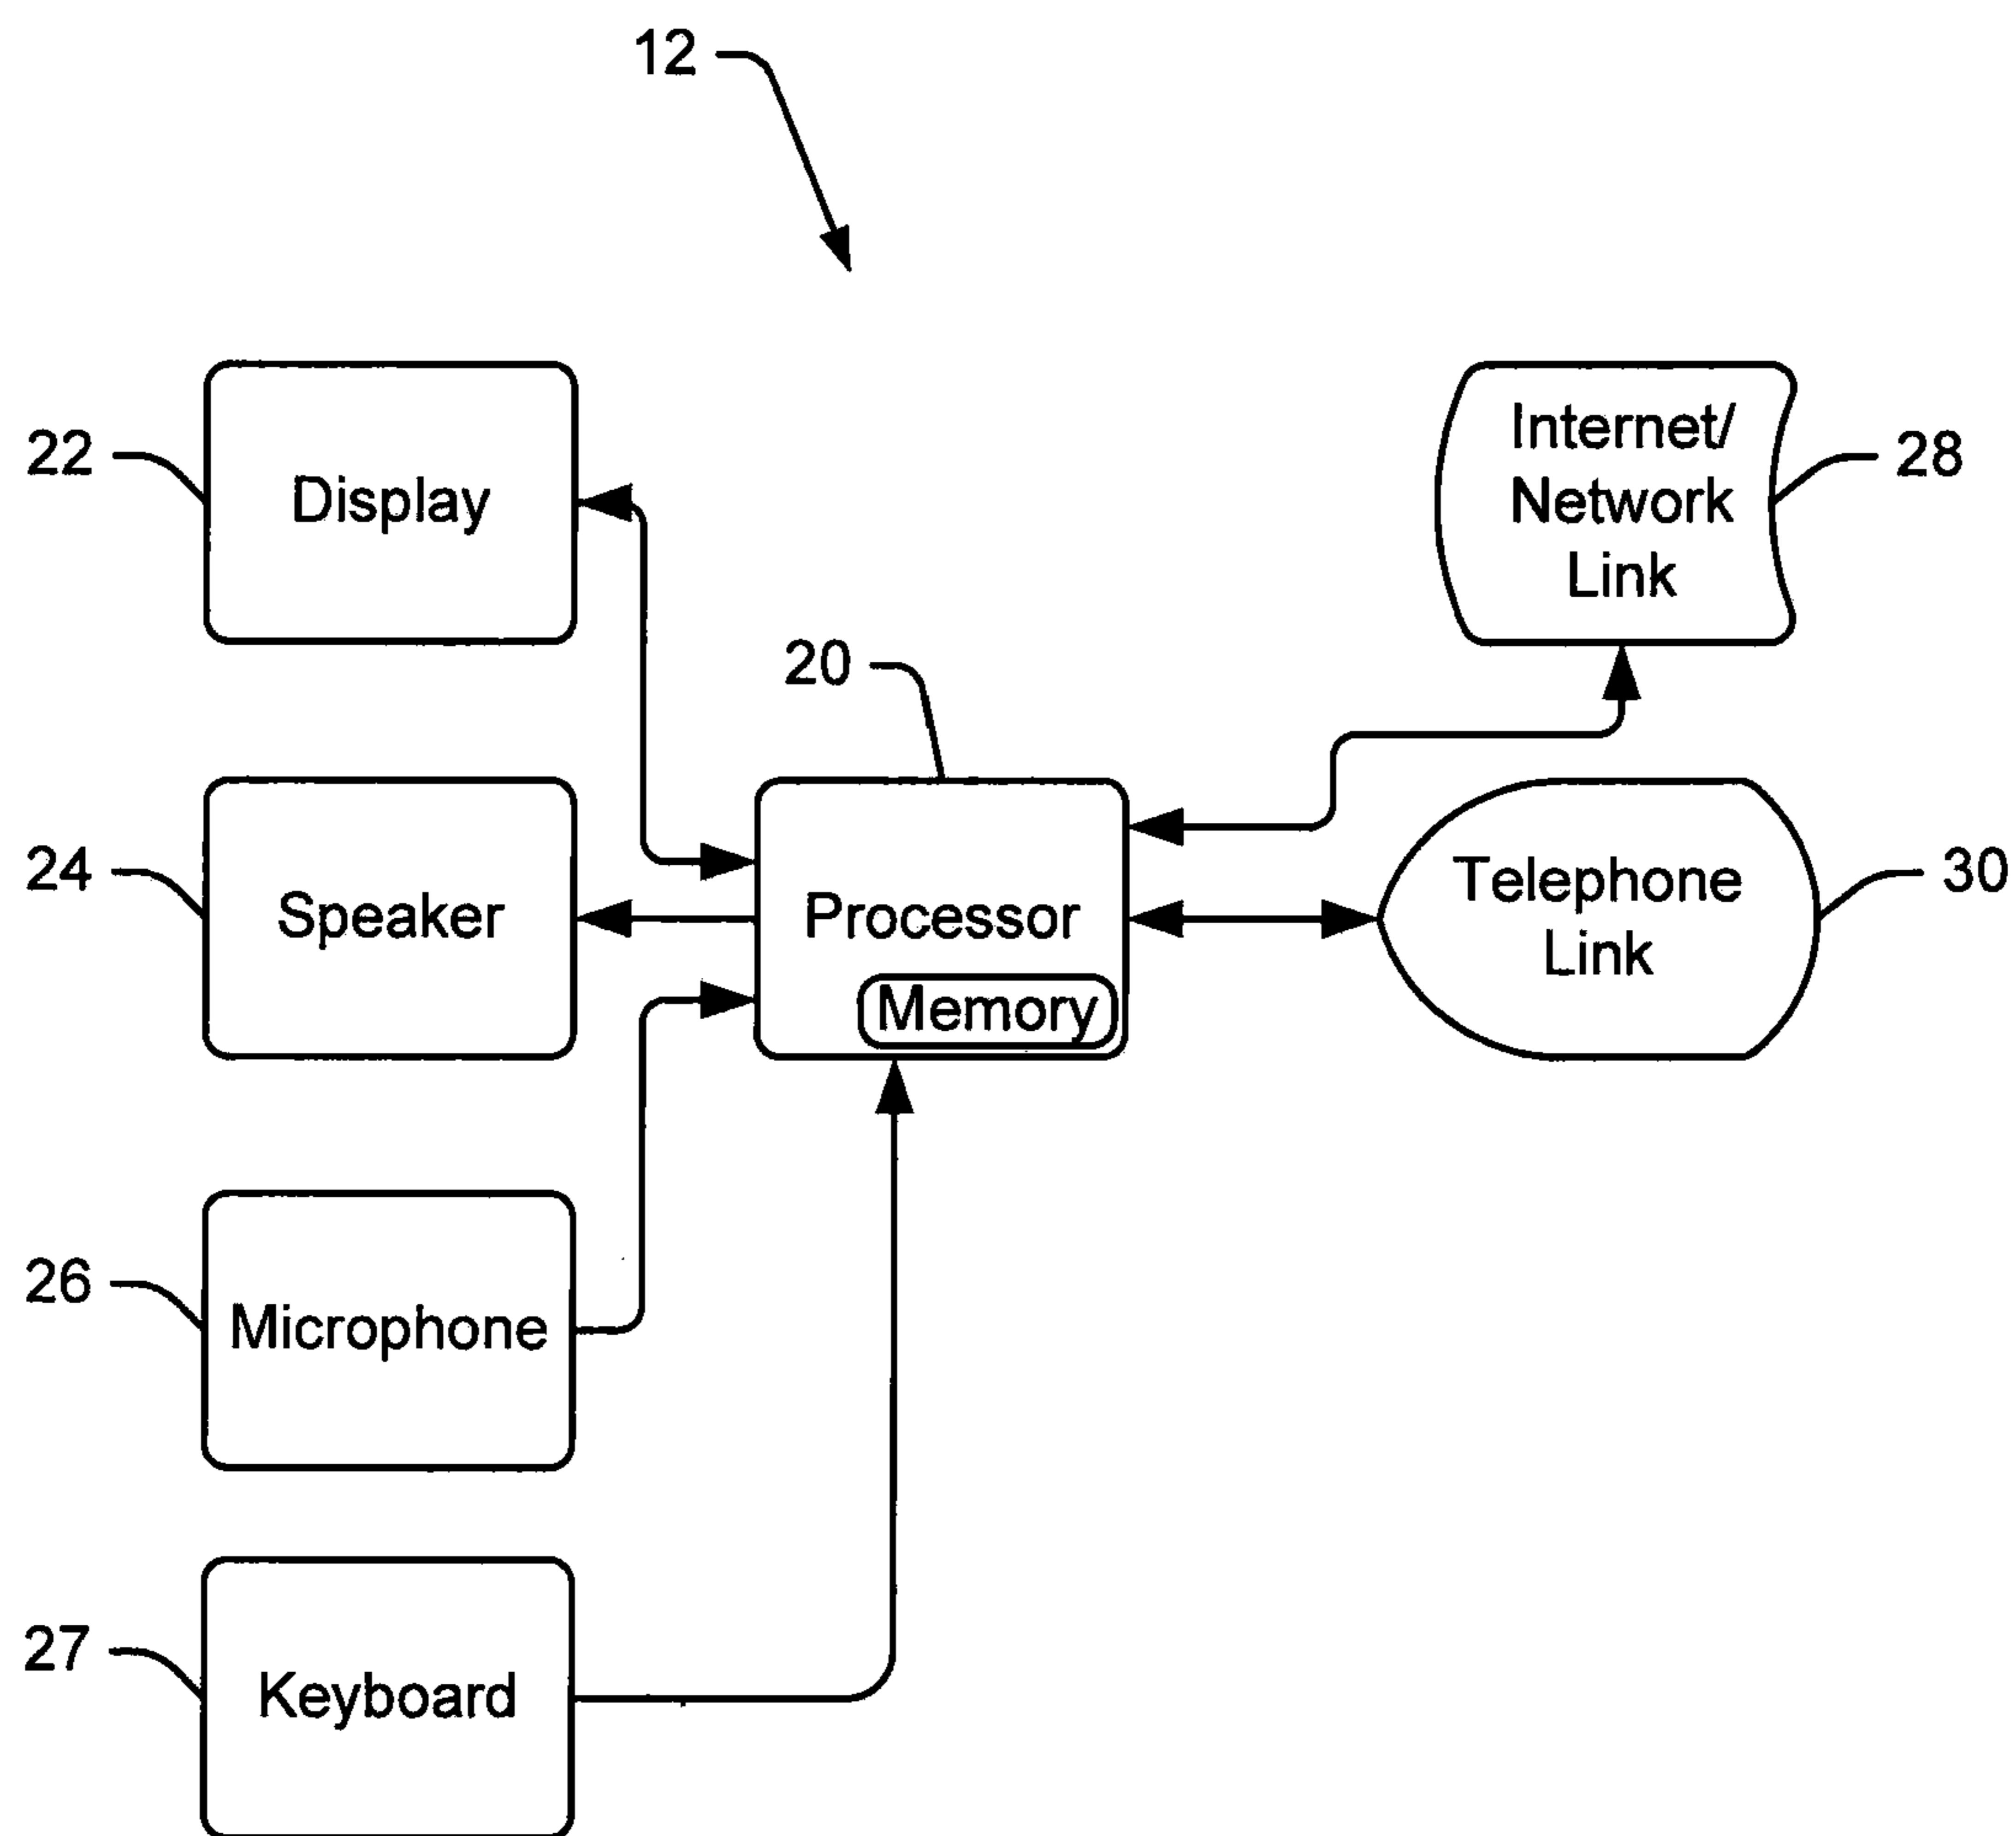 12
22
Display
Internet/
Network
Link
28
20
24
Speaker
Processor
Memory
Telephone
Link
30
26
Microphone
27
Keyboard